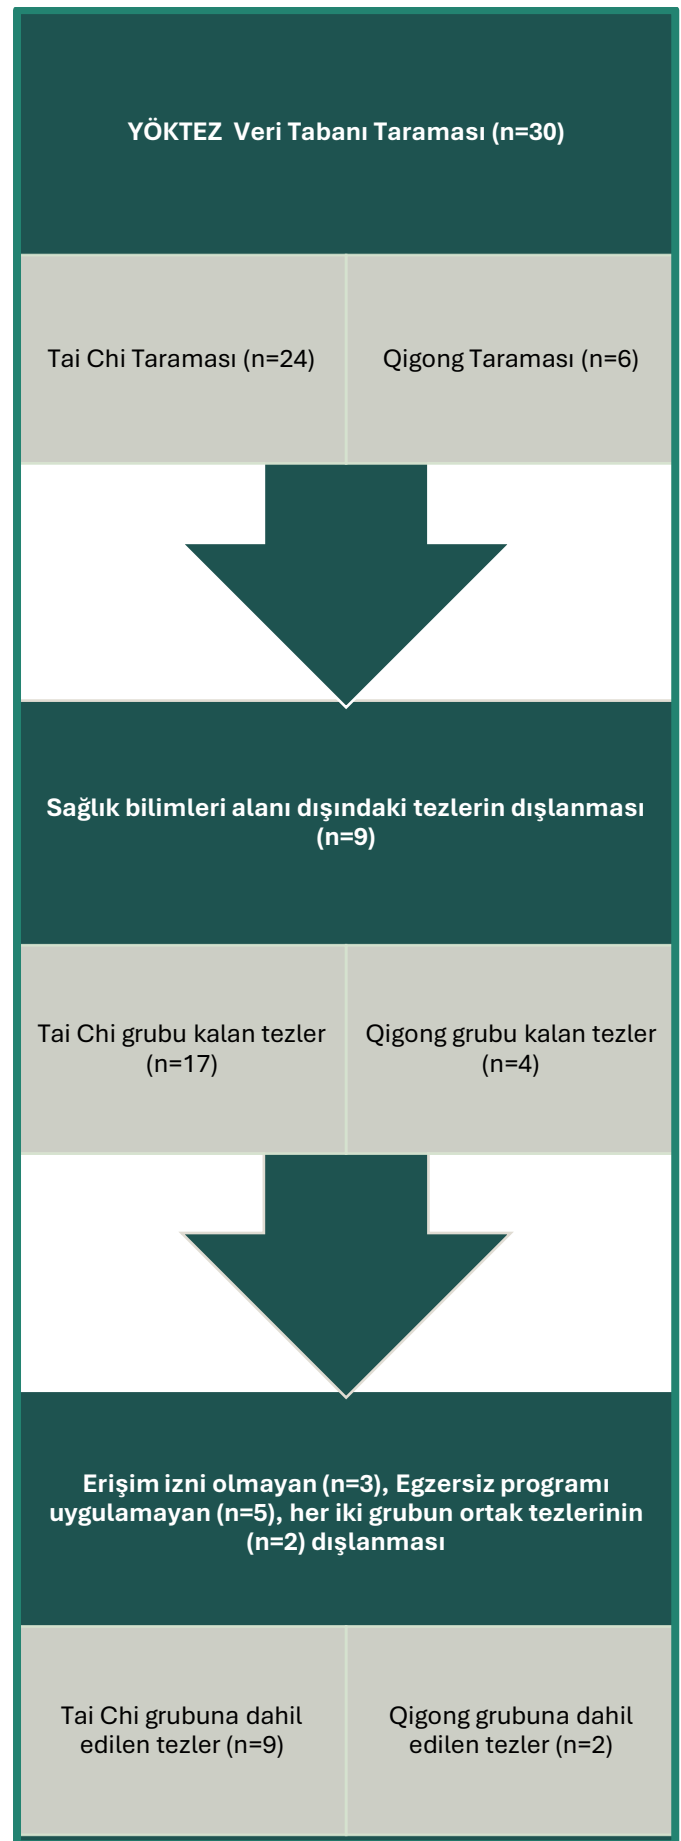 YÖKTEZ  Veri Tabanı Taraması (n=30)
Tai Chi Taraması (n=24)
Qigong Taraması (n=6)
Sağlık bilimleri alanı dışındaki tezlerin dışlanması
(n=9)
Tai Chi grubu kalan tezler
(n=17)
Qigong grubu kalan tezler
(n=4)
Erişim izni olmayan (n=3), Egzersiz programı
uygulamayan (n=5), her iki grubun ortak tezlerinin
(n=2) dışlanması
Tai Chi grubuna dahil
edilen tezler (n=9)
Qigong grubuna dahil
edilen tezler (n=2)